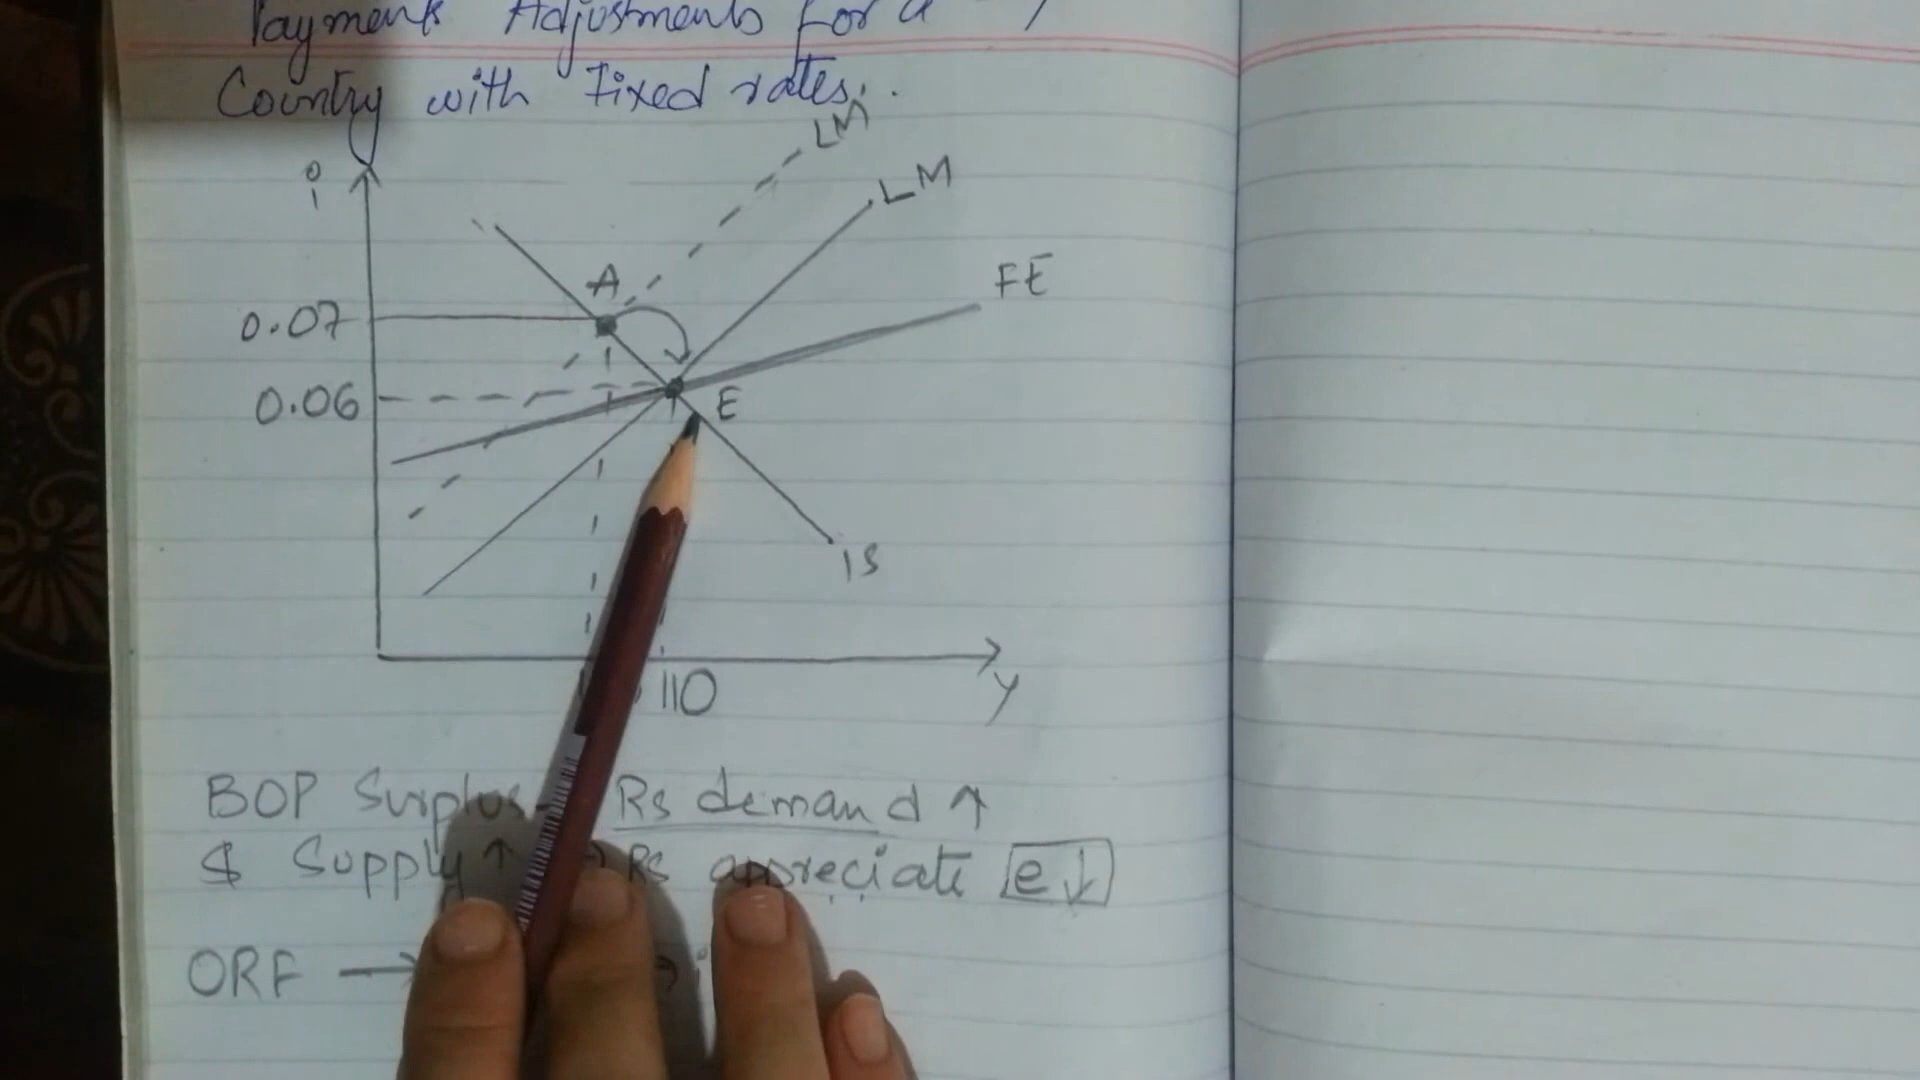 Payments Adjustments for a
Country with Fixed rates.
LM
i
LM
FE
A
0.07
0.06
E
IS
110
Y
BOP Surplus Rs demand ↑
$ Supply ↑ → Rs appreciate e↓
ORF → → i